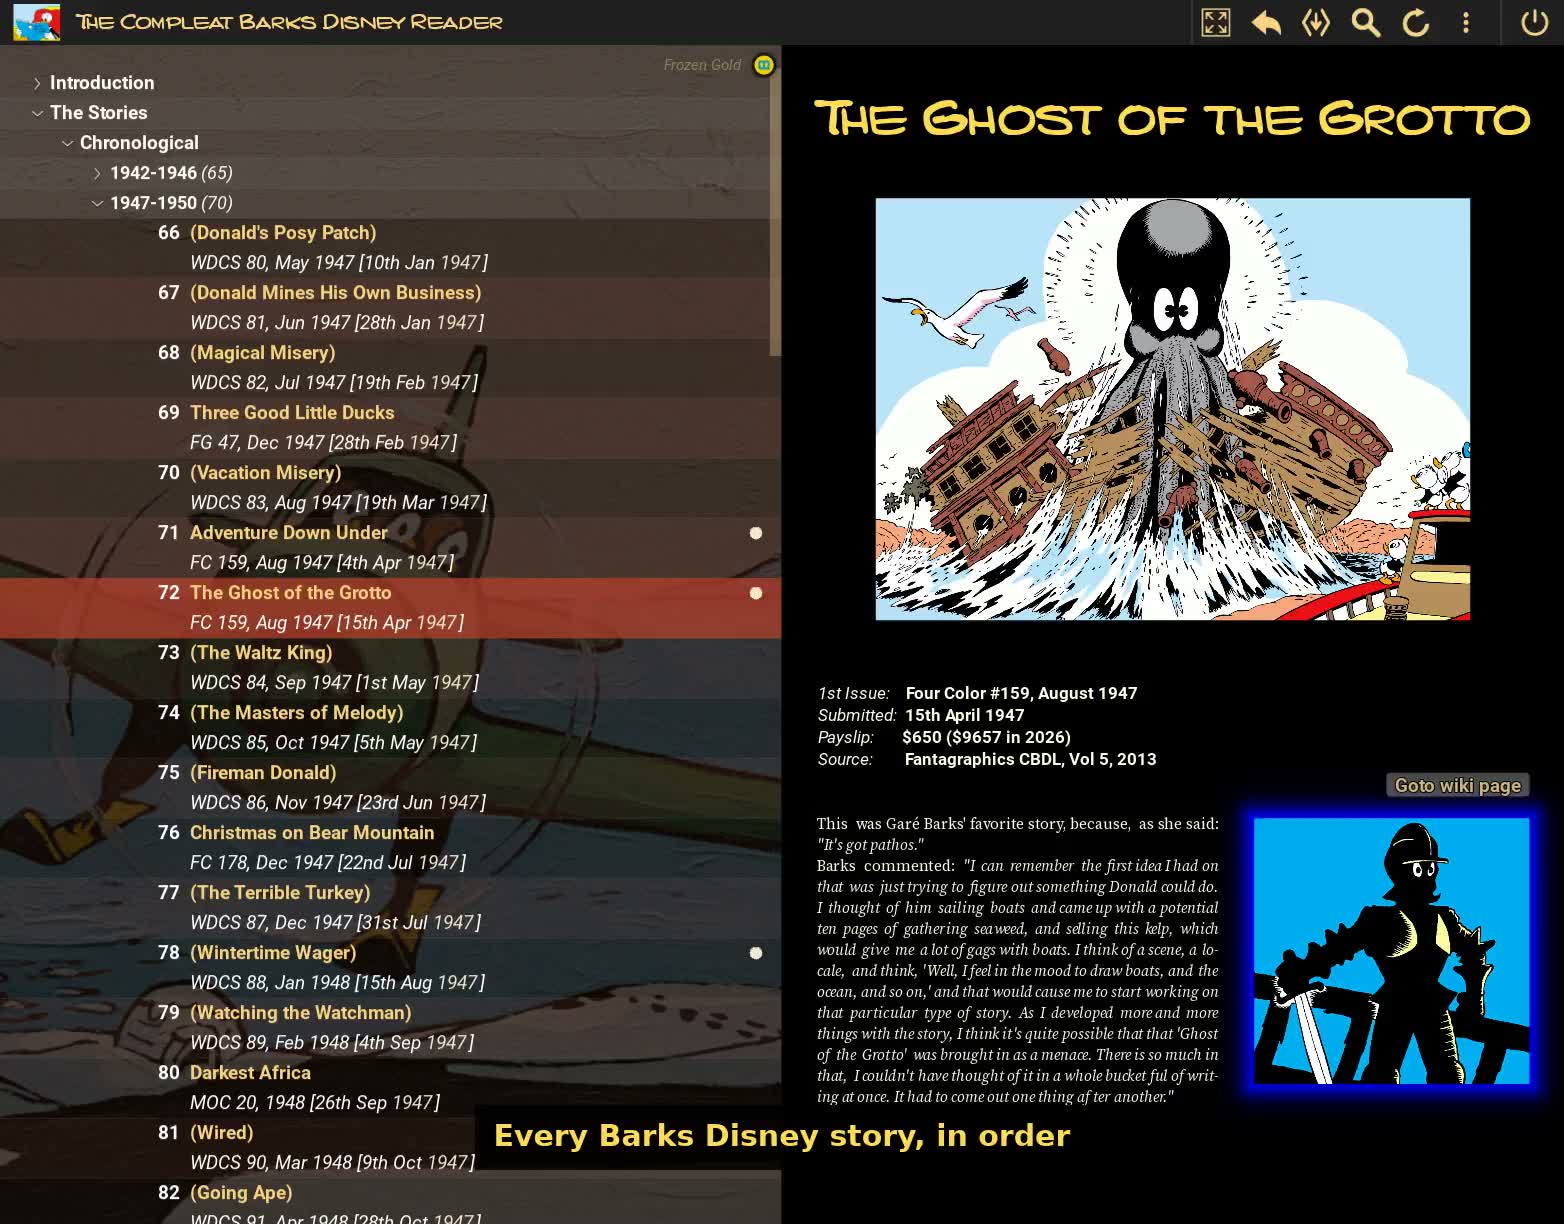 The Compleat Barks Disney Reader
Frozen Gold
Introduction
The Stories
Chronological
1942-1946 (65)
1947-1950 (70)
66 (Donald's Posy Patch)
WDCS 80, May 1947 [10th Jan 1947]
67 (Donald Mines His Own Business)
WDCS 81, Jun 1947 [28th Jan 1947]
68 (Magical Misery)
WDCS 82, Jul 1947 [19th Feb 1947]
69 Three Good Little Ducks
FG 47, Dec 1947 [28th Feb 1947]
70 (Vacation Misery)
WDCS 83, Aug 1947 [19th Mar 1947]
71 Adventure Down Under
FC 159, Aug 1947 [4th Apr 1947]
72 The Ghost of the Grotto
FC 159, Aug 1947 [15th Apr 1947]
73 (The Waltz King)
WDCS 84, Sep 1947 [1st May 1947]
74 (The Masters of Melody)
WDCS 85, Oct 1947 [5th May 1947]
75 (Fireman Donald)
WDCS 86, Nov 1947 [23rd Jun 1947]
76 Christmas on Bear Mountain
FC 178, Dec 1947 [22nd Jul 1947]
77 (The Terrible Turkey)
WDCS 87, Dec 1947 [31st Jul 1947]
78 (Wintertime Wager)
WDCS 88, Jan 1948 [15th Aug 1947]
79 (Watching the Watchman)
WDCS 89, Feb 1948 [4th Sep 1947]
80 Darkest Africa
MOC 20, 1948 [26th Sep 1947]
81 (Wired)
WDCS 90, Mar 1948 [9th Oct 1947]
82 (Going Ape)
WDCS 91, Apr 1948 [28th Oct 1947]
The Ghost of the Grotto
1st Issue: Four Color #159, August 1947
Submitted: 15th April 1947
Payslip: $650 ($9657 in 2026)
Source: Fantagraphics CBDL, Vol 5, 2013
Goto wiki page
This was Garé Barks' favorite story, because, as she said:
"It's got pathos."
Barks commented: "I can remember the first idea I had on
that was just trying to figure out something Donald could do.
I thought of him sailing boats and came up with a potential
ten pages of gathering seaweed, and selling this kelp, which
would give me a lot of gags with boats. I think of a scene, a lo-
cale, and think, 'Well, I feel in the mood to draw boats, and the
ocean, and so on,' and that would cause me to start working on
that particular type of story. As I developed more and more
things with the story, I think it's quite possible that that 'Ghost
of the Grotto' was brought in as a menace. There is so much in
that, I couldn't have thought of it in a whole bucket ful of writ-
ing at once. It had to come out one thing af ter another."
Every Barks Disney story, in order